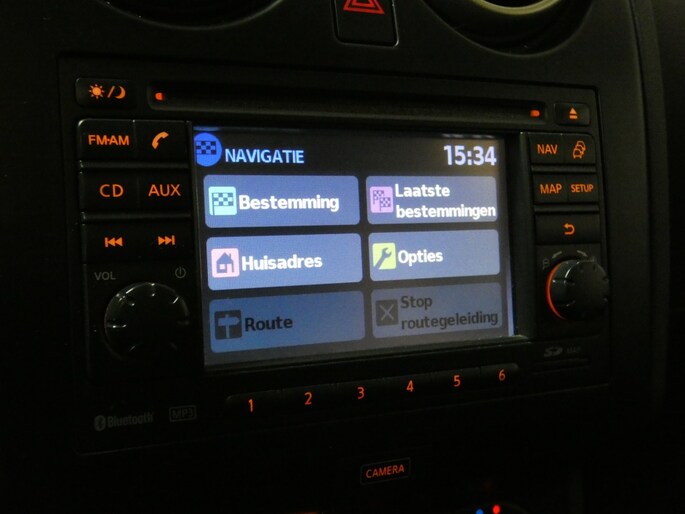 FM·AM
CD
AUX
VOL
Bluetooth
MP3
NAVIGATIE
15:34
Bestemming
Laatste
bestemmingen
Huisadres
Opties
Route
Stop
routegeleiding
NAV
MAP
SETUP
1
2
3
4
5
6
CAMERA